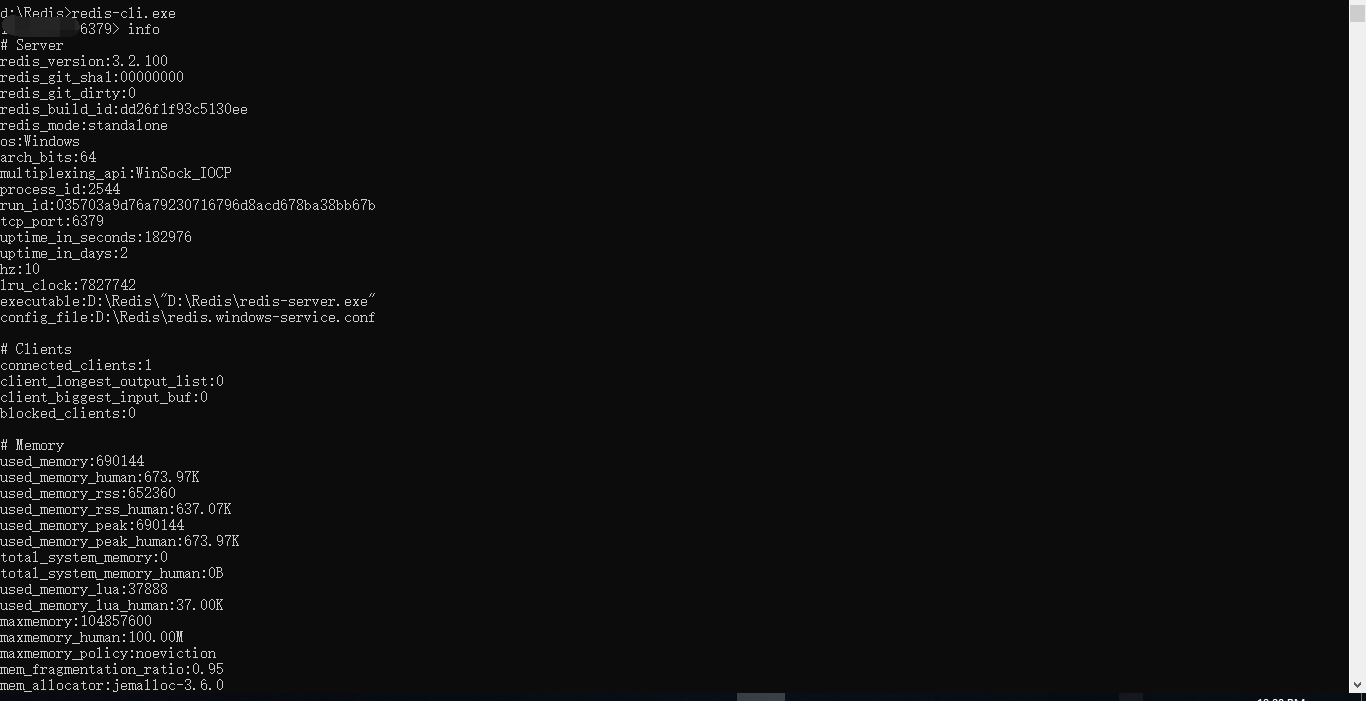 d:\Redis>redis-cli.exe
6379> info
# Server
redis_version:3.2.100
redis_git_sha1:00000000
redis_git_dirty:0
redis_build_id:dd26f1f93c5130ee
redis_mode:standalone
os:Windows
arch_bits:64
multiplexing_api:WinSock_IOCP
process_id:2544
run_id:035703a9d76a79230716796d8acd678ba38bb67b
tcp_port:6379
uptime_in_seconds:182976
uptime_in_days:2
hz:10
lru_clock:7827742
executable:D:\Redis\"D:\Redis\redis-server.exe"
config_file:D:\Redis\redis.windows-service.conf
# Clients
connected_clients:1
client_longest_output_list:0
client_biggest_input_buf:0
blocked_clients:0
# Memory
used_memory:690144
used_memory_human:673.97K
used_memory_rss:652360
used_memory_rss_human:637.07K
used_memory_peak:690144
used_memory_peak_human:673.97K
total_system_memory:0
total_system_memory_human:0B
used_memory_lua:37888
used_memory_lua_human:37.00K
maxmemory:104857600
maxmemory_human:100.00M
maxmemory_policy:noeviction
mem_fragmentation_ratio:0.95
mem_allocator:jemalloc-3.6.0